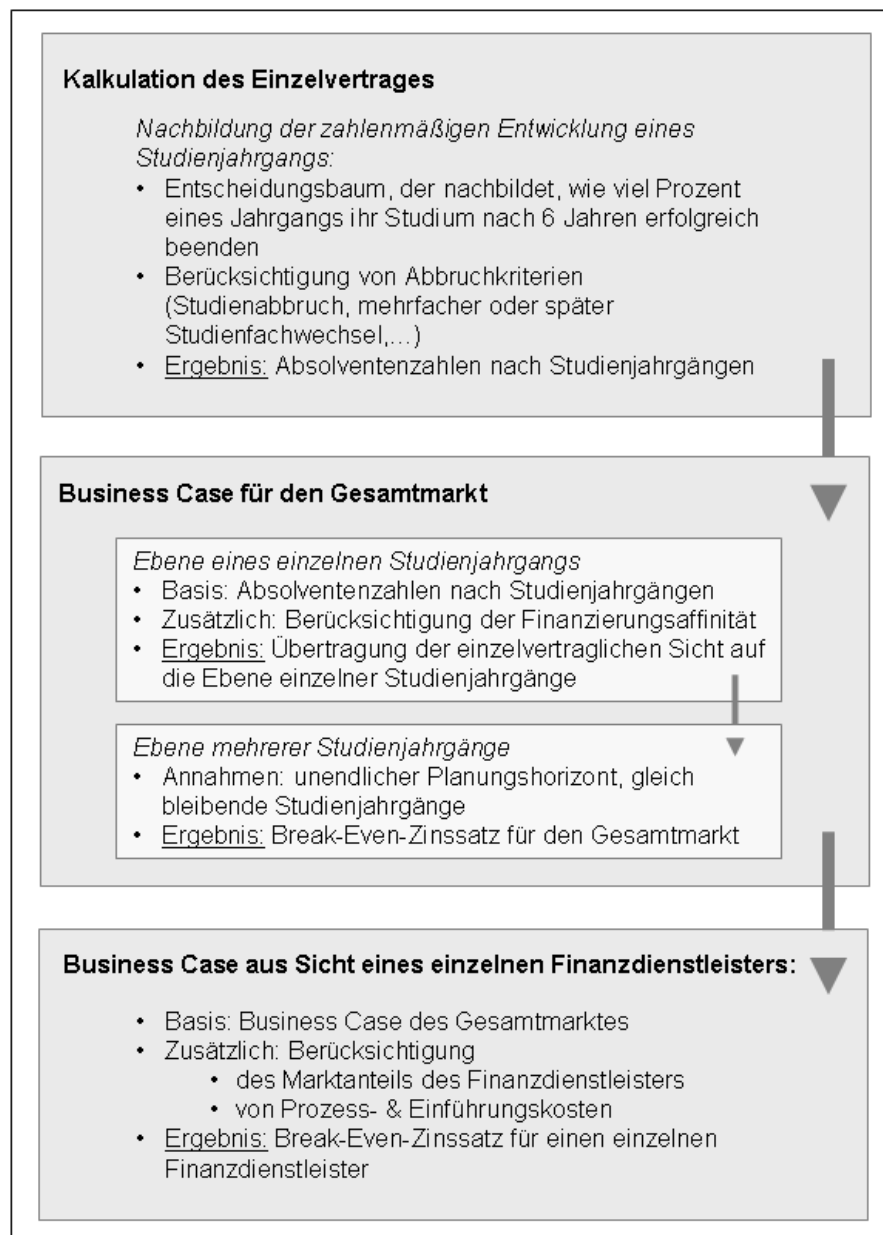 Kalkulation des Einzelvertrages
Nachbildung der zahlenmäßigen Entwicklung eines
Studienjahrgangs:
• Entscheidungsbaum, der nachbildet, wie viel Prozent
eines Jahrgangs ihr Studium nach 6 Jahren erfolgreich
beenden
• Berücksichtigung von Abbruchkriterien
(Studienabbruch, mehrfacher oder später
Studienfachwechsel,…)
• Ergebnis: Absolventenzahlen nach Studienjahrgängen
Business Case für den Gesamtmarkt
Ebene eines einzelnen Studienjahrgangs
• Basis: Absolventenzahlen nach Studienjahrgängen
• Zusätzlich: Berücksichtigung der Finanzierungsaffinität
• Ergebnis: Übertragung der einzelvertraglichen Sicht auf
die Ebene einzelner Studienjahrgänge
Ebene mehrerer Studienjahrgänge
• Annahmen: unendlicher Planungshorizont, gleich
bleibende Studienjahrgänge
• Ergebnis: Break-Even-Zinssatz für den Gesamtmarkt
Business Case aus Sicht eines einzelnen Finanzdienstleisters:
• Basis: Business Case des Gesamtmarktes
• Zusätzlich: Berücksichtigung
• des Marktanteils des Finanzdienstleisters
• von Prozess- & Einführungskosten
• Ergebnis: Break-Even-Zinssatz für einen einzelnen
Finanzdienstleister